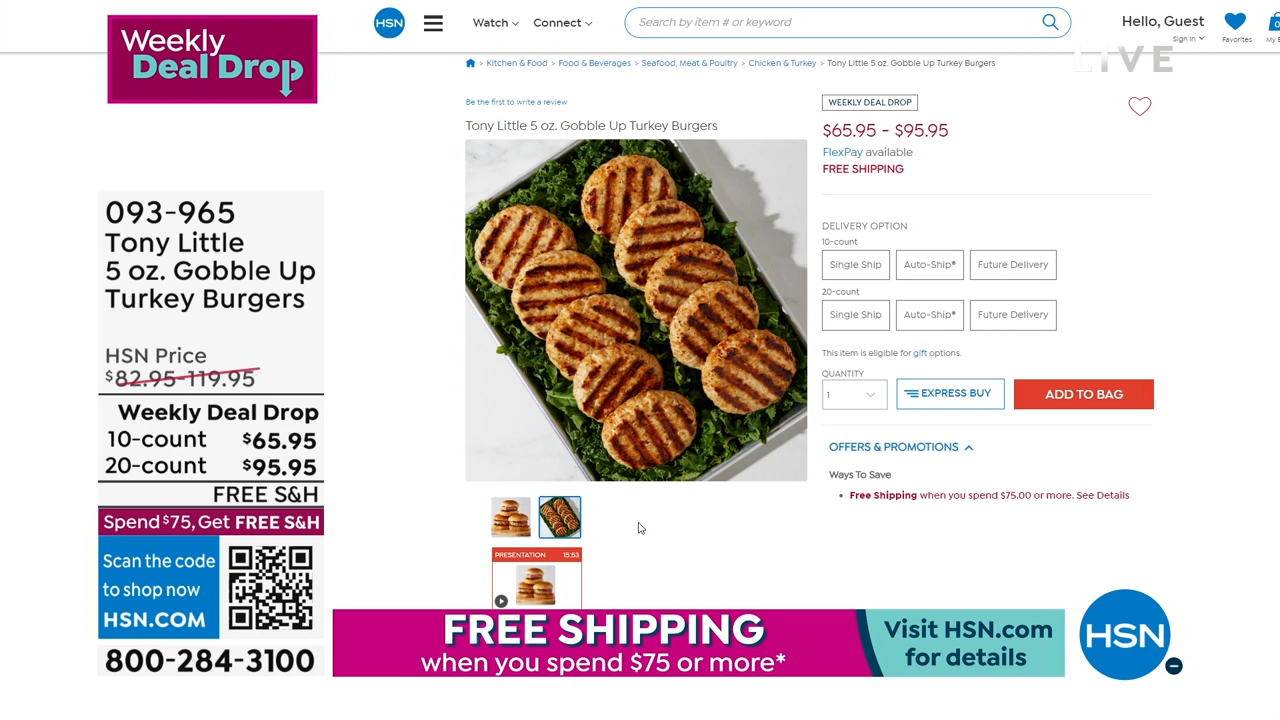 Weekly
Deal Drop
HSN
Watch
Connect
Search by item # or keyword
Hello, Guest
Sign In
Favorites
LIVE
> Kitchen & Food > Food & Beverages > Seafood, Meat & Poultry > Chicken & Turkey > Tony Little 5 oz. Gobble Up Turkey Burgers
Be the first to write a review
Tony Little 5 oz. Gobble Up Turkey Burgers
WEEKLY DEAL DROP
$65.95 - $95.95
FlexPay available
FREE SHIPPING
DELIVERY OPTION
10-count
Single Ship
Auto-Ship®
Future Delivery
20-count
Single Ship
Auto-Ship®
Future Delivery
This item is eligible for gift options.
QUANTITY
1
EXPRESS BUY
ADD TO BAG
OFFERS & PROMOTIONS
Ways To Save
• Free Shipping when you spend $75.00 or more. See Details
PRESENTATION 15:53
093-965
Tony Little
5 oz. Gobble Up
Turkey Burgers
HSN Price
$82.95-119.95
Weekly Deal Drop
10-count $65.95
20-count $95.95
FREE S&H
Spend $75, Get FREE S&H
Scan the code
to shop now
HSN.COM
800-284-3100
FREE SHIPPING
when you spend $75 or more*
Visit HSN.com
for details
HSN